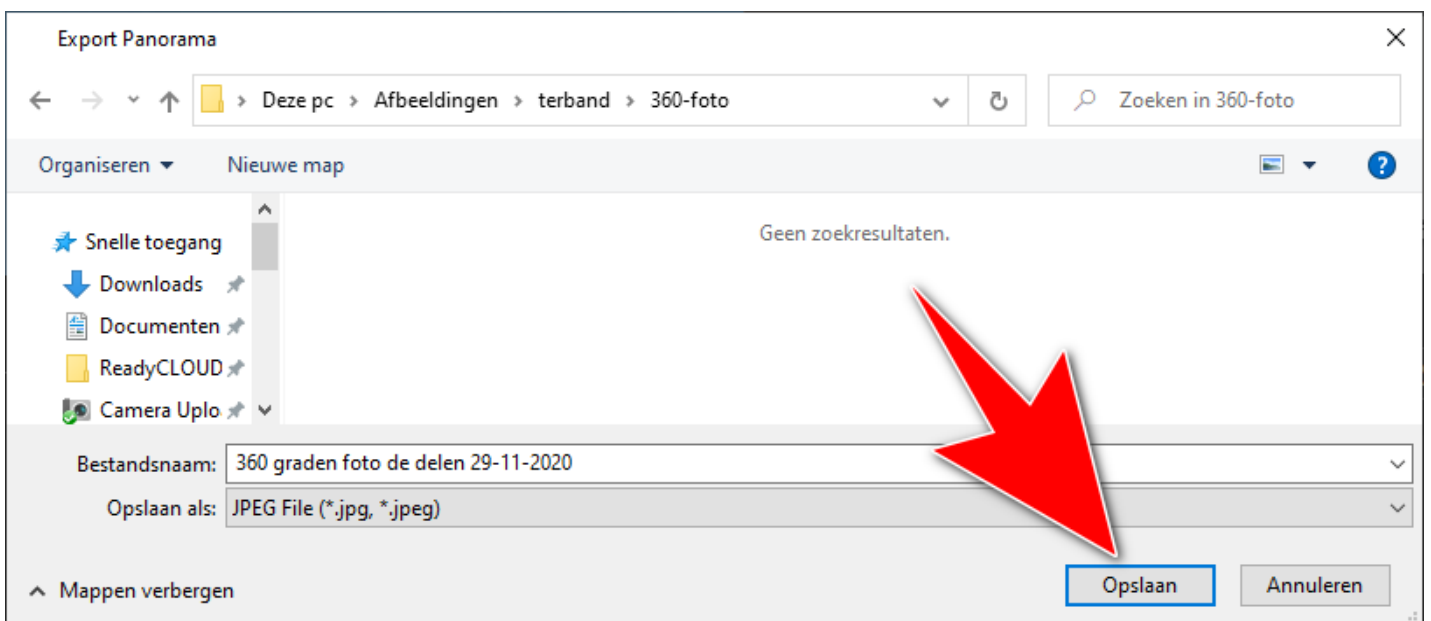 Export Panorama
Deze pc > Afbeeldingen > terband > 360-foto
Zoeken in 360-foto
Organiseren
Nieuwe map
Geen zoekresultaten.
Snelle toegang
Downloads
Documenten
ReadyCLOUD
Camera Uplo
Bestandsnaam: 360 graden foto de delen 29-11-2020
Opslaan als: JPEG File (*.jpg, *.jpeg)
Mappen verbergen
Opslaan
Annuleren